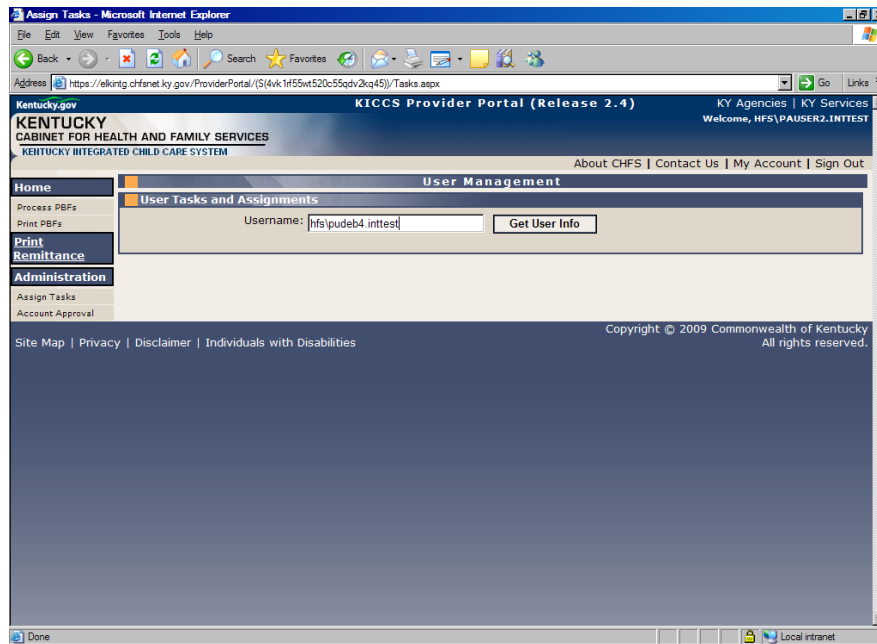 Assign Tasks - Microsoft Internet Explorer
File Edit View Favorites Tools Help
Back Search Favorites
Address https://elkintg.chfsnet.ky.gov/ProviderPortal/(S(4vk1rf55wt520c55qdv2kq45))/Tasks.aspx Go Links
Kentucky.gov KICCS Provider Portal (Release 2.4) KY Agencies | KY Services
KENTUCKY Welcome, HFS\PAUSER2.INTTEST
CABINET FOR HEALTH AND FAMILY SERVICES
KENTUCKY INTEGRATED CHILD CARE SYSTEM
About CHFS | Contact Us | My Account | Sign Out
Home User Management
User Tasks and Assignments
Process PBFs
Username: hfs\pudeb4.inttest Get User Info
Print PBFs
Print
Remittance
Administration
Assign Tasks
Account Approval
Copyright © 2009 Commonwealth of Kentucky
Site Map | Privacy | Disclaimer | Individuals with Disabilities All rights reserved.
Done Local intranet